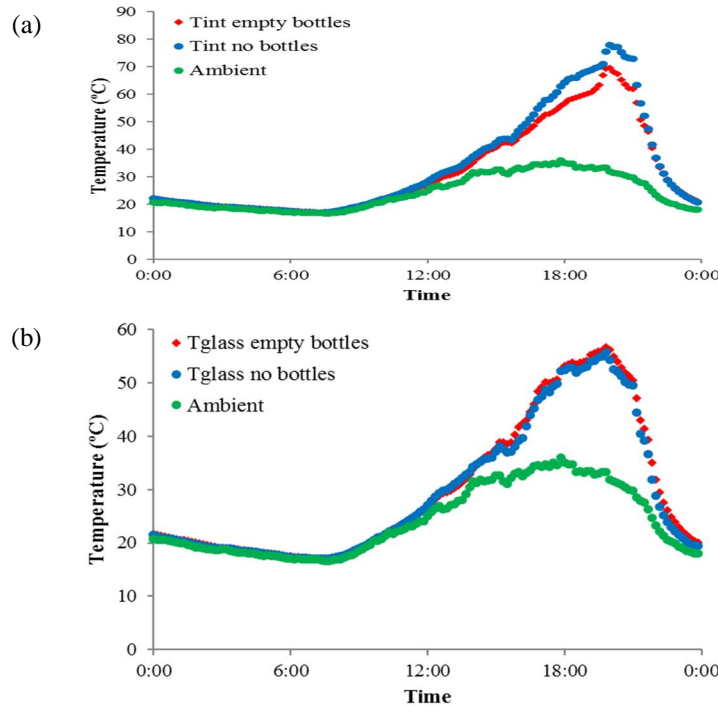 (a)
Tint empty bottles
Tint no bottles
Ambient
Temperature (ºC)
90
80
70
60
50
40
30
20
10
0
0:00 6:00 12:00 18:00 0:00
Time
(b)
Tglass empty bottles
Tglass no bottles
Ambient
Temperature (ºC)
60
50
40
30
20
10
0
0:00 6:00 12:00 18:00 0:00
Time